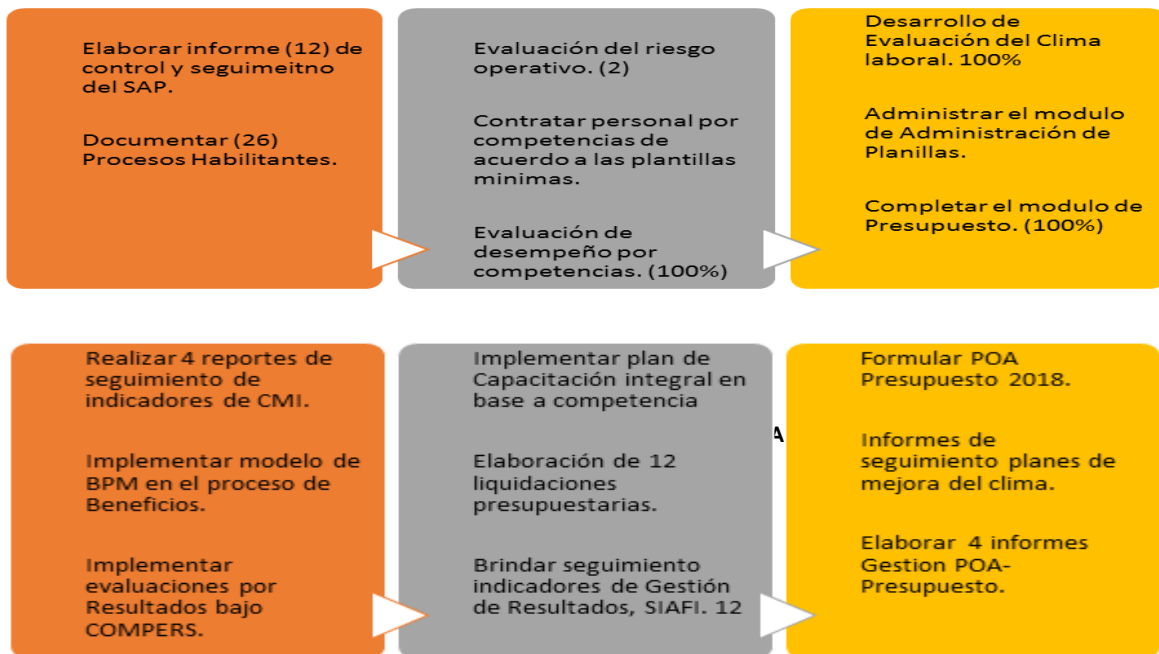 Elaborar informe (12) de
control y seguimeitno
del SAP.
Documentar (26)
Procesos Habilitantes.
Evaluación del riesgo
operativo. (2)
Contratar personal por
competencias de
acuerdo a las plantillas
minimas.
Evaluación de
desempeño por
competencias. (100%)
Desarrollo de
Evaluación del Clima
laboral. 100%
Administrar el modulo
de Administración de
Planillas.
Completar el modulo de
Presupuesto. (100%)
Realizar 4 reportes de
seguimiento de
indicadores de CMI.
Implementar modelo de
BPM en el proceso de
Beneficios.
Implementar
evaluaciones por
Resultados bajo
COMPERS.
Implementar plan de
Capacitación integral en
base a competencia
A
Elaboración de 12
liquidaciones
presupuestarias.
Brindar seguimiento
indicadores de Gestión
de Resultados, SIAFI. 12
Formular POA
Presupuesto 2018.
Informes de
seguimiento planes de
mejora del clima.
Elaborar 4 informes
Gestion POA-
Presupuesto.